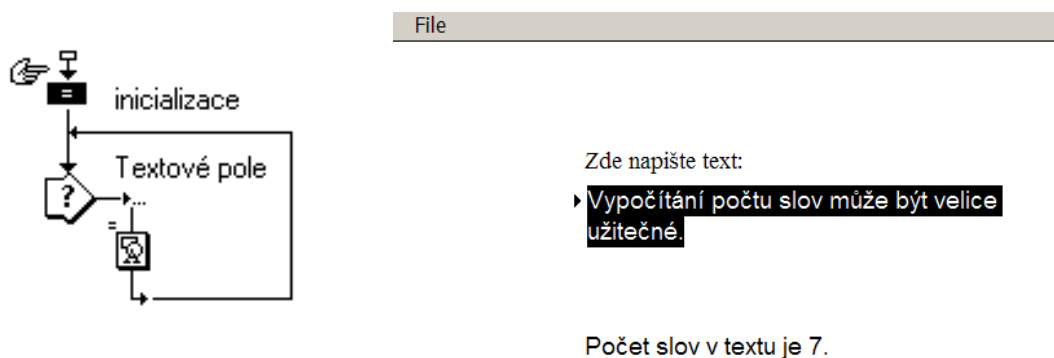 File
inicializace
Textové pole
=
?
...
=
Zde napište text:
Vypočítání počtu slov může být velice
užitečné.
Počet slov v textu je 7.